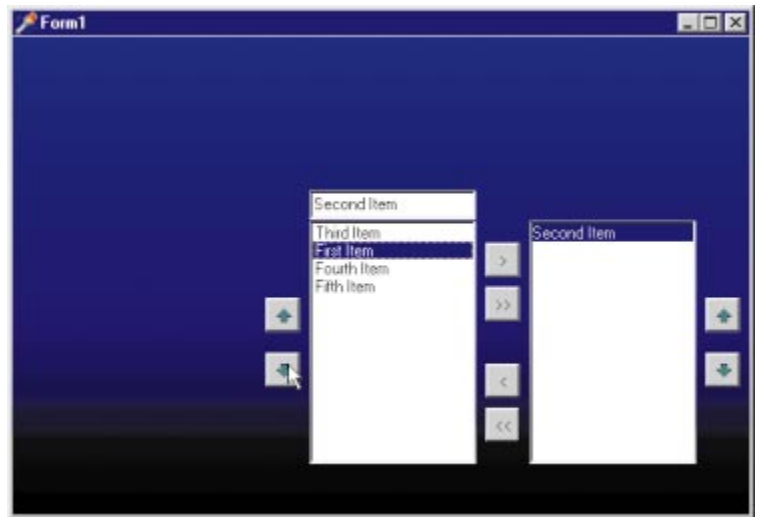 Form1
Second Item
Third Item
First Item
Fourth Item
Fifth Item
>
>>
<
<<
Second Item